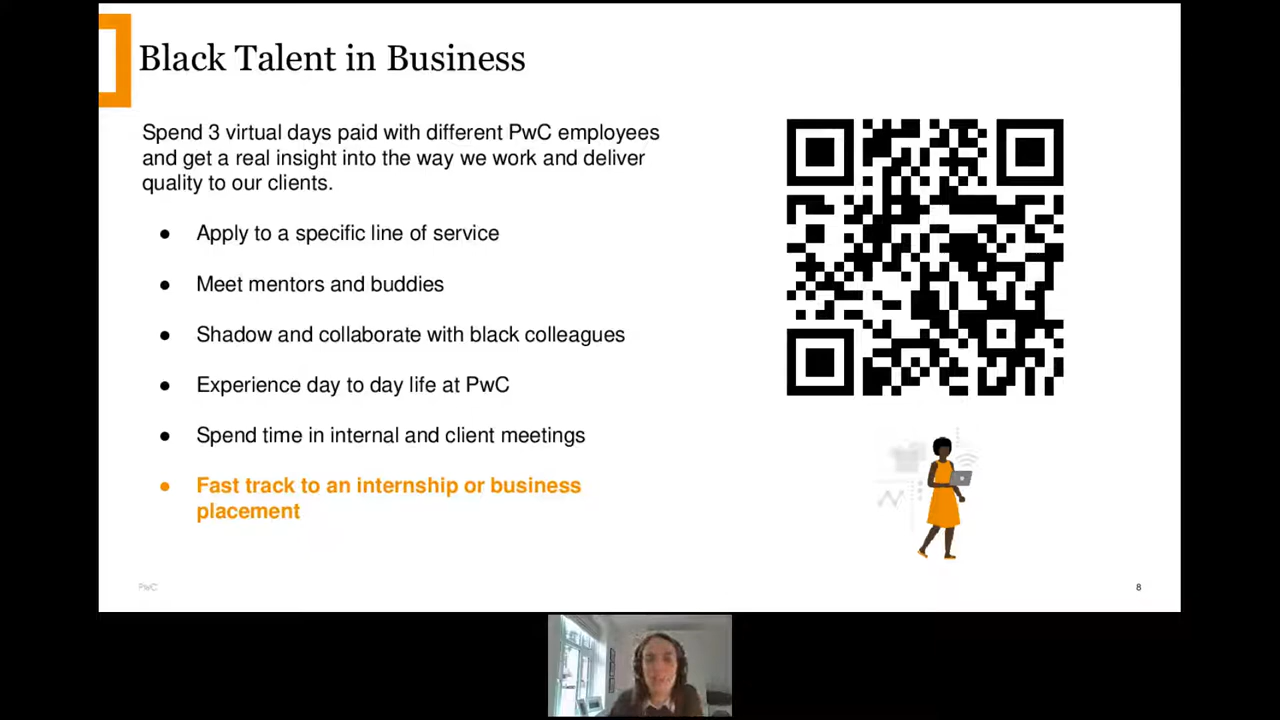 Black Talent in Business
Spend 3 virtual days paid with different PwC employees
and get a real insight into the way we work and deliver
quality to our clients.
● Apply to a specific line of service
● Meet mentors and buddies
● Shadow and collaborate with black colleagues
● Experience day to day life at PwC
● Spend time in internal and client meetings
● Fast track to an internship or business
placement
PwC
8